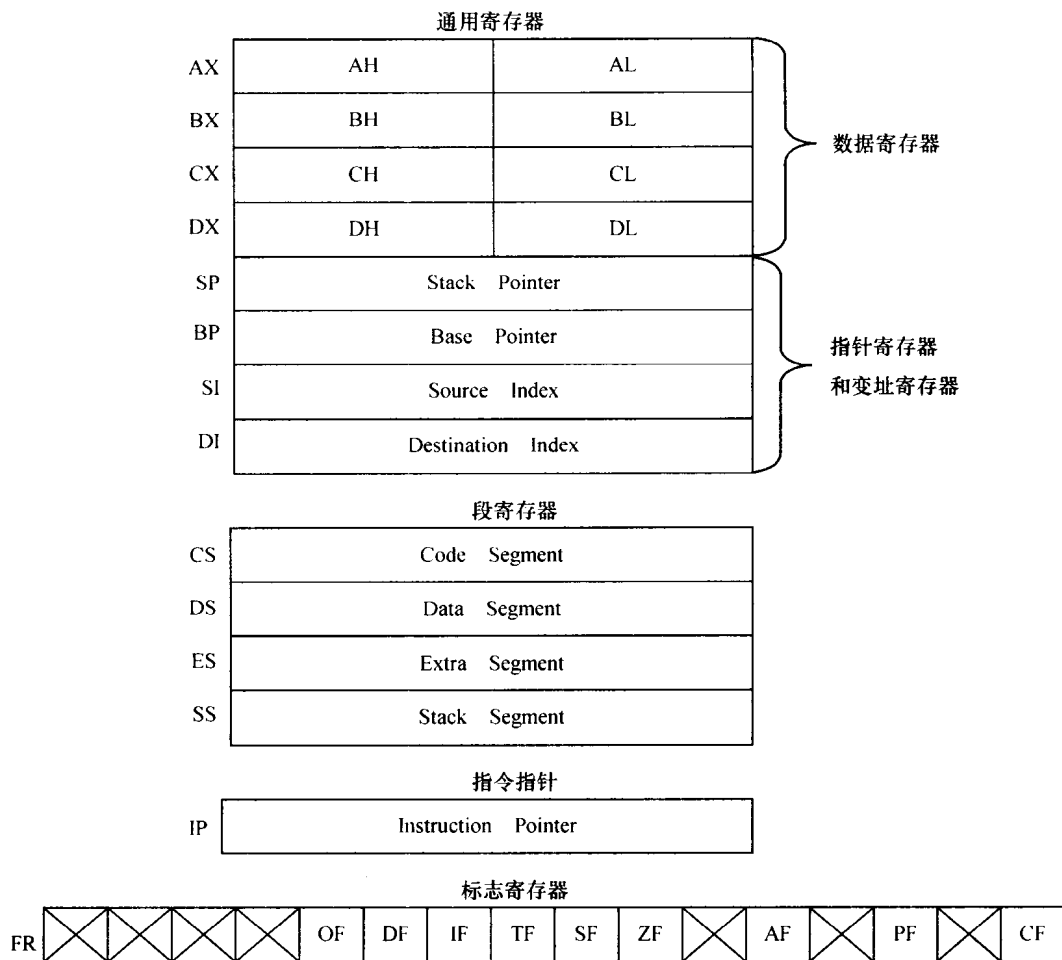 通用寄存器
AX AH AL
BX BH BL
数据寄存器
CX CH CL
DX DH DL
SP Stack Pointer
BP Base Pointer
指针寄存器
和变址寄存器
SI Source Index
DI Destination Index
段寄存器
CS Code Segment
DS Data Segment
ES Extra Segment
SS Stack Segment
指令指针
IP Instruction Pointer
标志寄存器
FR OF DF IF TF SF ZF AF PF CF